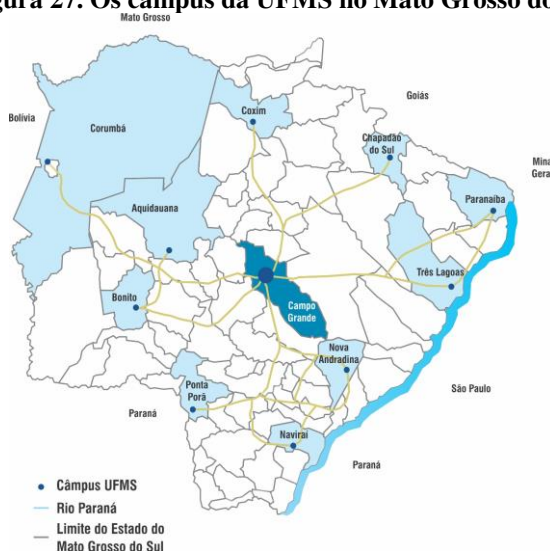 gura 27. Os câmpus da UFMS no Mato Grosso do
Mato Grosso
Goiás
Bolívia
Corumbá
Coxim
Chapadão
do Sul
Mina
Gera
Paranaíba
Aquidauana
Três Lagoas
Bonito
Campo
Grande
Nova
Andradina
São Paulo
Ponta
Porã
Paraná
Naviraí
Paraná
Câmpus UFMS
Rio Paraná
Limite do Estado do
Mato Grosso do Sul